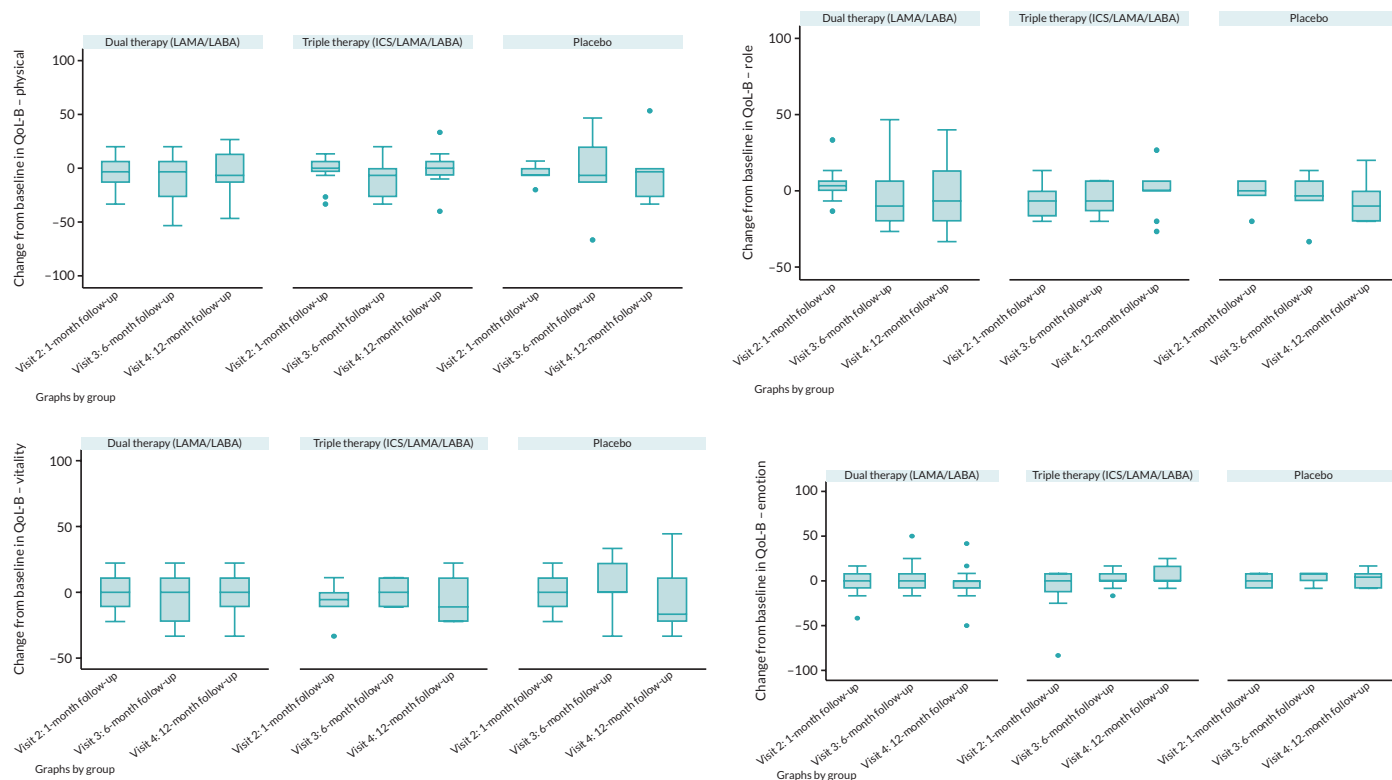 Change from baseline in QoL-B – physical
Dual therapy (LAMA/LABA)
Triple therapy (ICS/LAMA/LABA)
Placebo
100
50
0
−50
−100
Visit 2: 1-month follow-up
Visit 3: 6-month follow-up
Visit 4: 12-month follow-up
Visit 2: 1-month follow-up
Visit 3: 6-month follow-up
Visit 4: 12-month follow-up
Visit 2: 1-month follow-up
Visit 3: 6-month follow-up
Visit 4: 12-month follow-up
Graphs by group
Change from baseline in QoL-B – role
Dual therapy (LAMA/LABA)
Triple therapy (ICS/LAMA/LABA)
Placebo
100
50
0
−50
Visit 2: 1-month follow-up
Visit 3: 6-month follow-up
Visit 4: 12-month follow-up
Visit 2: 1-month follow-up
Visit 3: 6-month follow-up
Visit 4: 12-month follow-up
Visit 2: 1-month follow-up
Visit 3: 6-month follow-up
Visit 4: 12-month follow-up
Graphs by group
Change from baseline in QoL-B – vitality
Dual therapy (LAMA/LABA)
Triple therapy (ICS/LAMA/LABA)
Placebo
100
50
0
−50
Visit 2: 1-month follow-up
Visit 3: 6-month follow-up
Visit 4: 12-month follow-up
Visit 2: 1-month follow-up
Visit 3: 6-month follow-up
Visit 4: 12-month follow-up
Visit 2: 1-month follow-up
Visit 3: 6-month follow-up
Visit 4: 12-month follow-up
Graphs by group
Change from baseline in QoL-B – emotion
Dual therapy (LAMA/LABA)
Triple therapy (ICS/LAMA/LABA)
Placebo
100
50
0
−50
−100
Visit 2: 1-month follow-up
Visit 3: 6-month follow-up
Visit 4: 12-month follow-up
Visit 2: 1-month follow-up
Visit 3: 6-month follow-up
Visit 4: 12-month follow-up
Visit 2: 1-month follow-up
Visit 3: 6-month follow-up
Visit 4: 12-month follow-up
Graphs by group